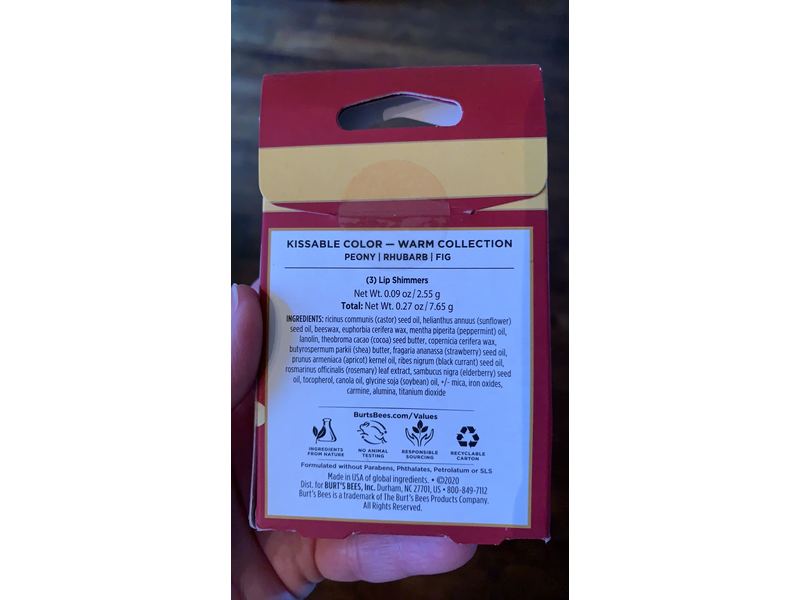 KISSABLE COLOR — WARM COLLECTION
PEONY | RHUBARB | FIG
(3) Lip Shimmers
Net Wt. 0.09 oz / 2.55 g
Total: Net Wt. 0.27 oz / 7.65 g
INGREDIENTS: ricinus communis (castor) seed oil, helianthus annuus (sunflower)
seed oil, beeswax, euphorbia cerifera wax, mentha piperita (peppermint) oil,
lanolin, theobroma cacao (cocoa) seed butter, copernicia cerifera wax,
butyrospermum parkii (shea) butter, fragaria ananassa (strawberry) seed oil,
prunus armeniaca (apricot) kernel oil, ribes nigrum (black currant) seed oil,
rosmarinus officinalis (rosemary) leaf extract, sambucus nigra (elderberry) seed
oil, tocopherol, canola oil, glycine soja (soybean) oil, +/- mica, iron oxides,
carmine, alumina, titanium dioxide
BurtsBees.com/Values
INGREDIENTS FROM NATURE
NO ANIMAL TESTING
RESPONSIBLE SOURCING
RECYCLABLE CARTON
Formulated without Parabens, Phthalates, Petrolatum or SLS
Made in USA of global ingredients. • ©2020
Dist. for BURT'S BEES, Inc. Durham, NC 27701, US • 800-849-7112
Burt's Bees is a trademark of The Burt's Bees Products Company.
All Rights Reserved.